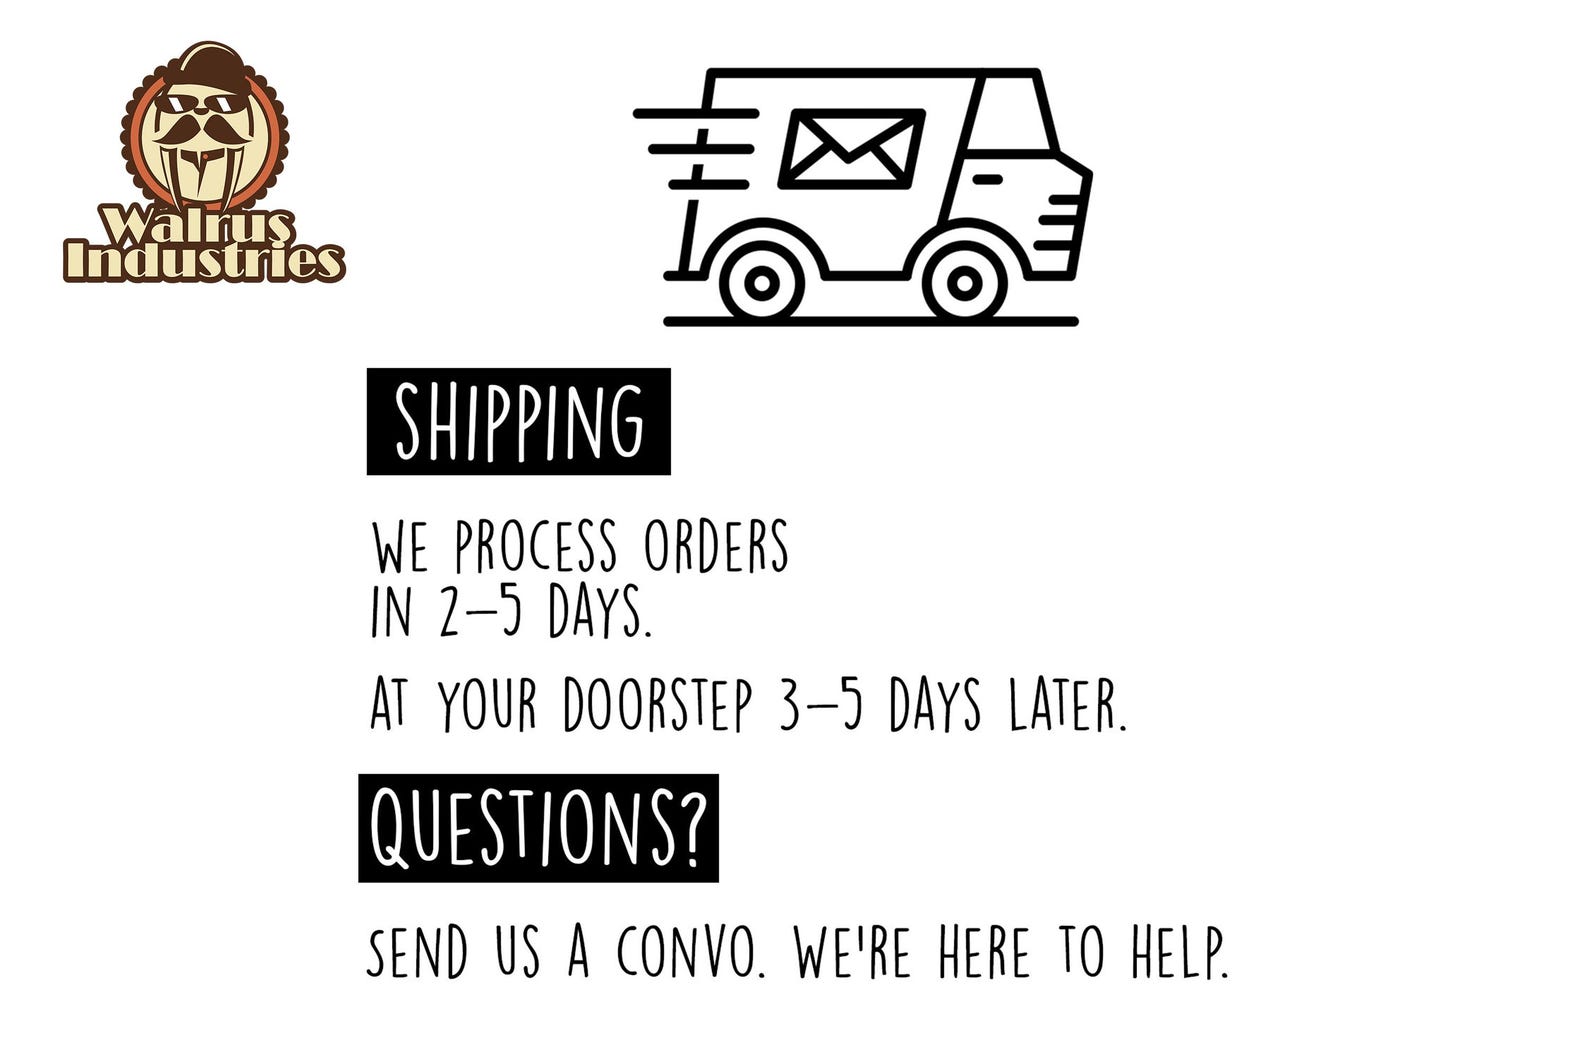 Walrus
Industries
SHIPPING
WE PROCESS ORDERS
IN 2-5 DAYS.
AT YOUR DOORSTEP 3-5 DAYS LATER.
QUESTIONS?
SEND US A CONVO. WE'RE HERE TO HELP.